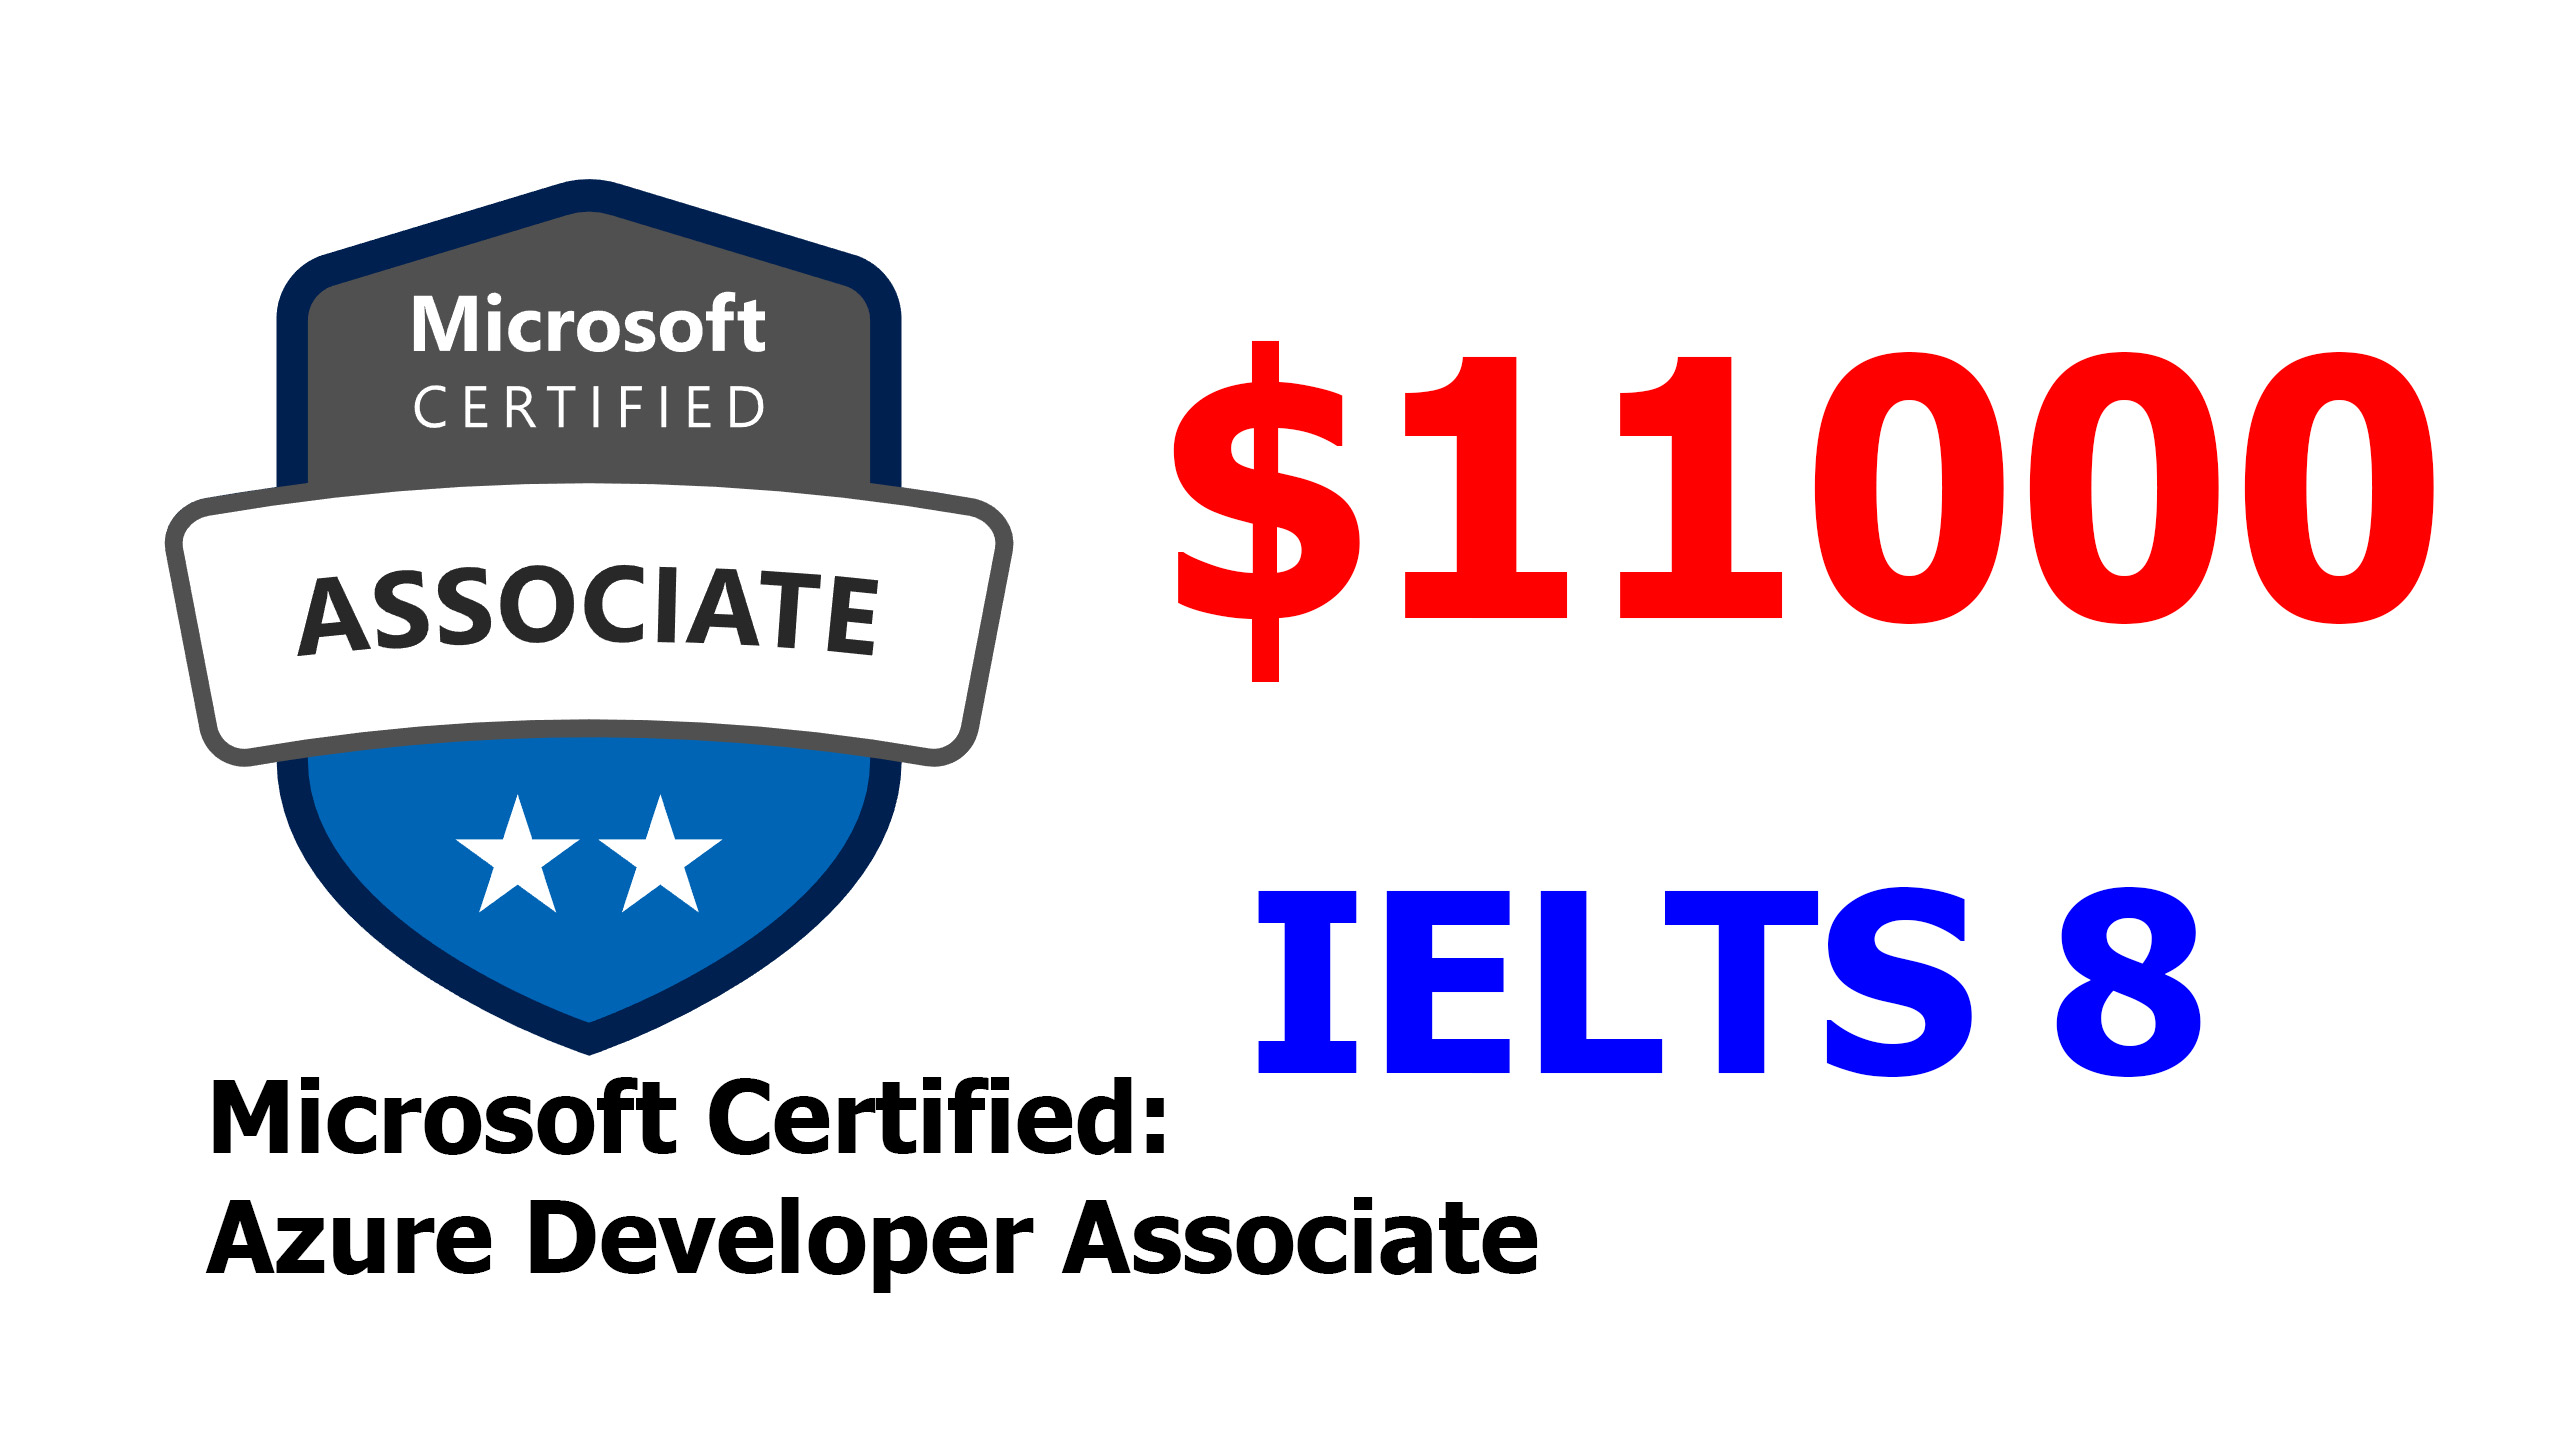 Microsoft
CERTIFIED
ASSOCIATE
$11000
IELTS 8
Microsoft Certified:
Azure Developer Associate